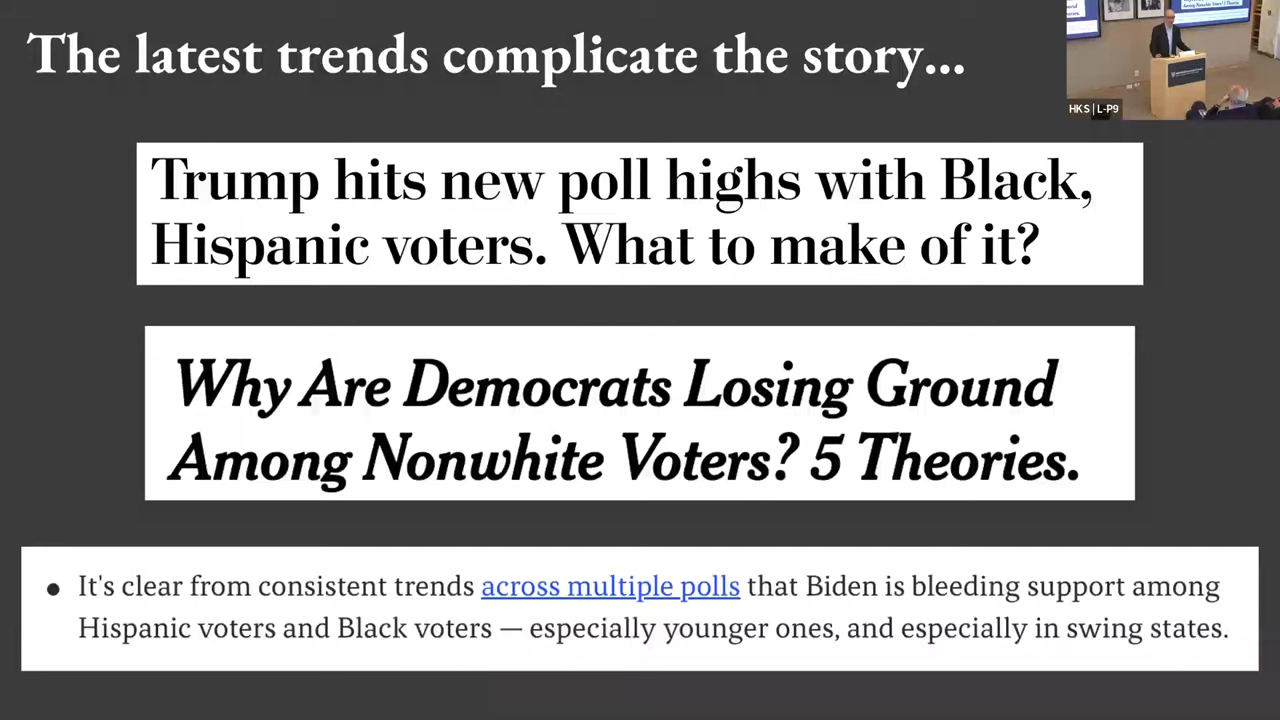 The latest trends complicate the story...
HKS | L-P9
Trump hits new poll highs with Black,
Hispanic voters. What to make of it?
Why Are Democrats Losing Ground
Among Nonwhite Voters? 5 Theories.
• It's clear from consistent trends across multiple polls that Biden is bleeding support among
Hispanic voters and Black voters — especially younger ones, and especially in swing states.